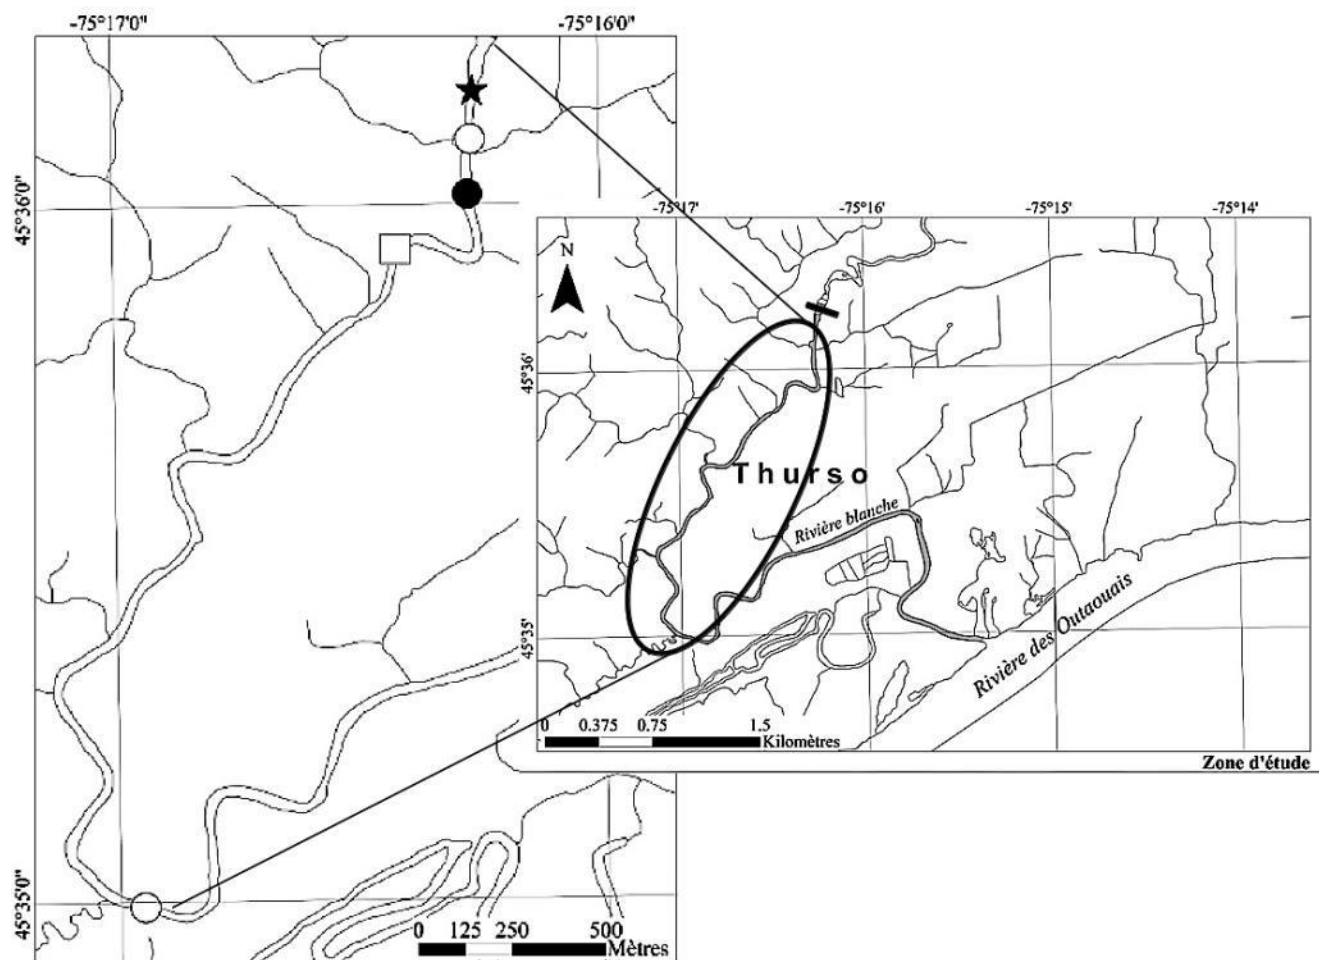 -75°17'0"
-75°16'0"
45°36'0"
45°35'0"
0 125 250 500
Mètres
-75°17'
-75°16'
-75°15'
-75°14'
N
45°36'
45°35'
Thurso
Rivière blanche
Rivière des Outaouais
0 0.375 0.75 1.5
Kilomètres
Zone d'étude